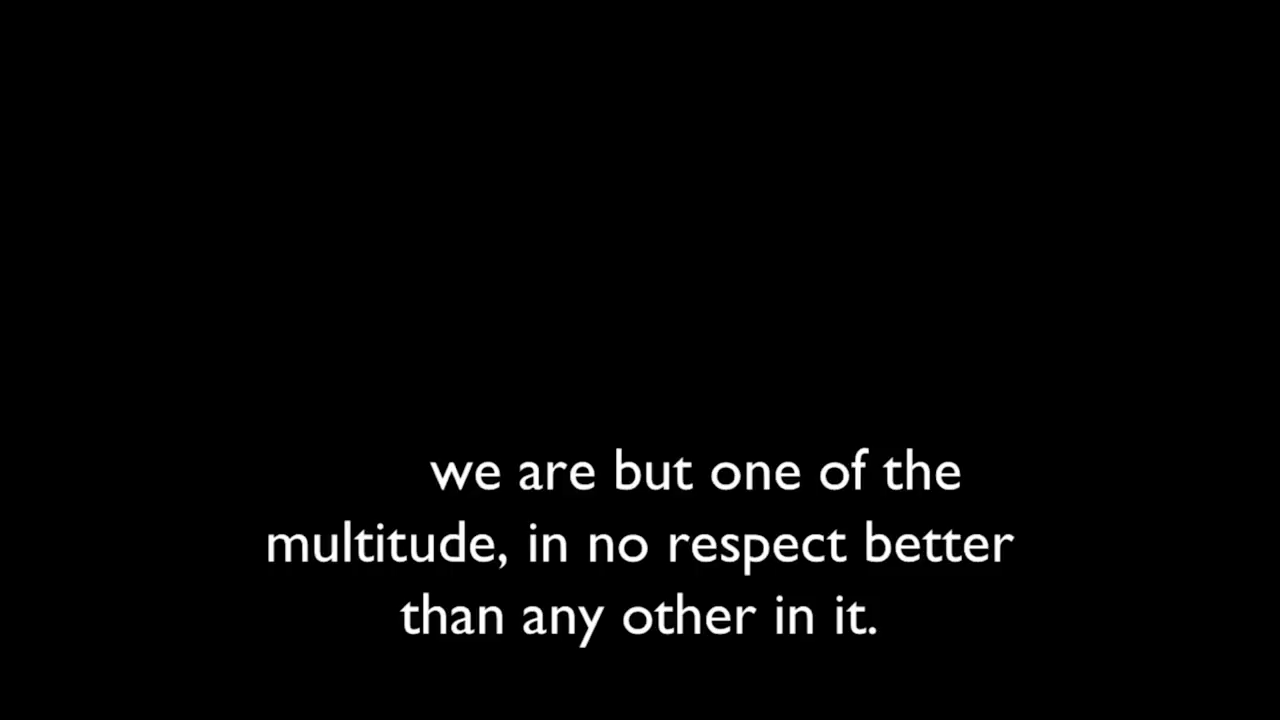 we are but one of the
multitude, in no respect better
than any other in it.